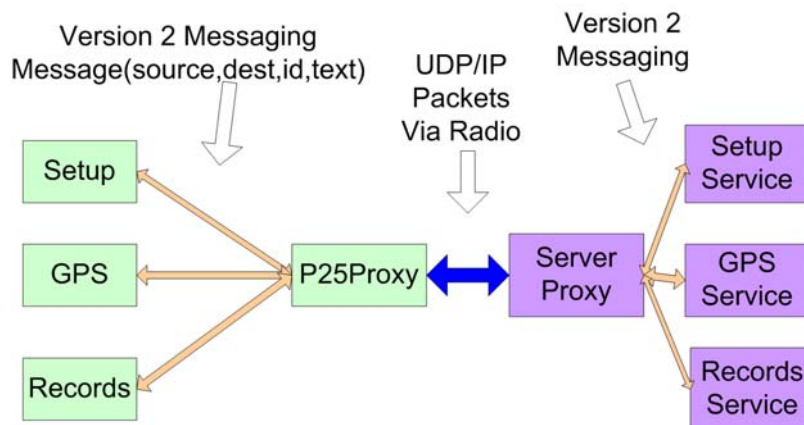 Version 2 Messaging
Message(source,dest,id,text)
UDP/IP
Packets
Via Radio
Version 2
Messaging
Setup
GPS
Records
P25Proxy
Server
Proxy
Setup
Service
GPS
Service
Records
Service